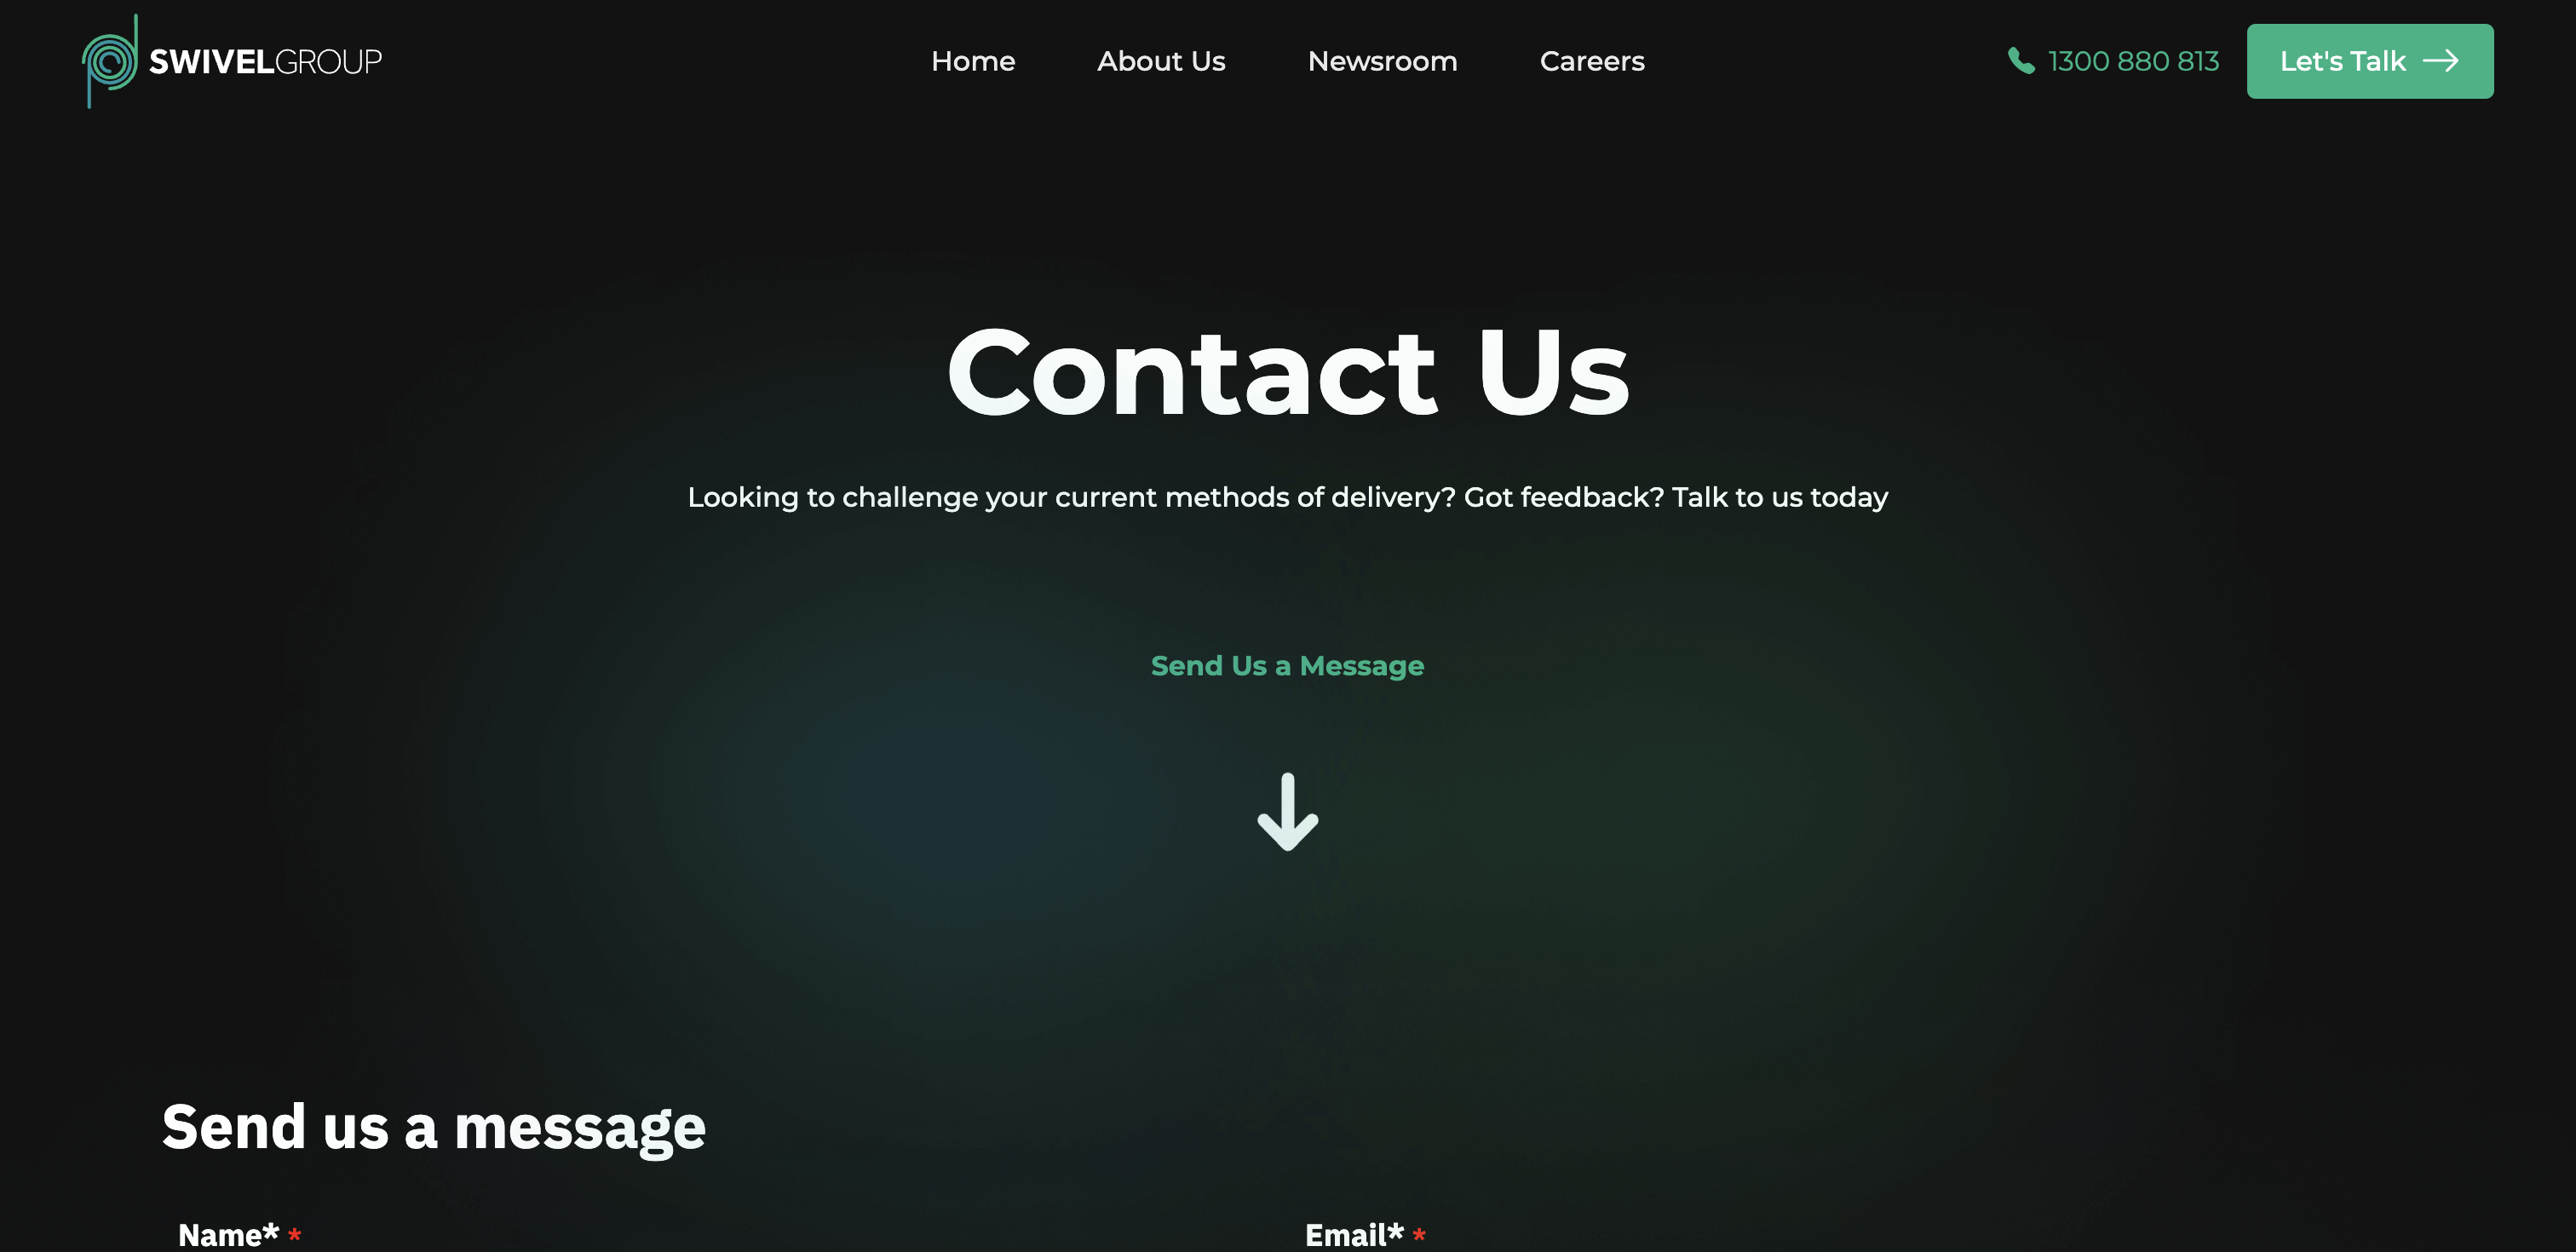 SWIVELGROUP
Home
About Us
Newsroom
Careers
1300 880 813
Let's Talk
Contact Us
Looking to challenge your current methods of delivery? Got feedback? Talk to us today
Send Us a Message
Send us a message
Name* *
Email* *